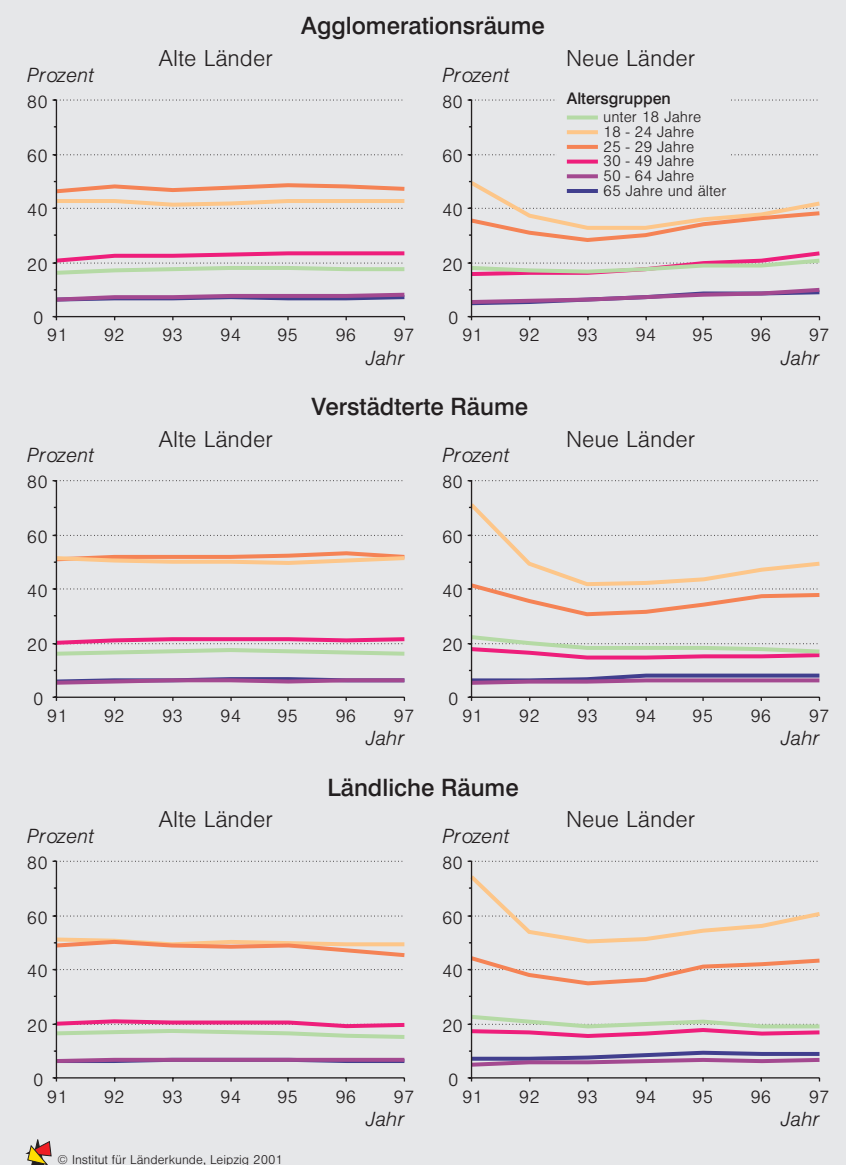 Agglomerationsräume
Alte Länder
Prozent
80
60
40
20
0
91 92 93 94 95 96 97
Jahr
Neue Länder
Prozent
80
60
40
20
0
91 92 93 94 95 96 97
Jahr
Altersgruppen
unter 18 Jahre
18 - 24 Jahre
25 - 29 Jahre
30 - 49 Jahre
50 - 64 Jahre
65 Jahre und älter
Verstädterte Räume
Alte Länder
Prozent
80
60
40
20
0
91 92 93 94 95 96 97
Jahr
Neue Länder
Prozent
80
60
40
20
0
91 92 93 94 95 96 97
Jahr
Ländliche Räume
Alte Länder
Prozent
80
60
40
20
0
91 92 93 94 95 96 97
Jahr
Neue Länder
Prozent
80
60
40
20
0
91 92 93 94 95 96 97
Jahr
© Institut für Länderkunde, Leipzig 2001